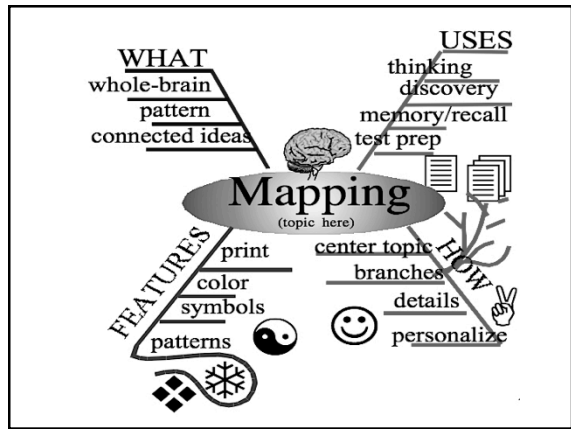 WHAT
whole-brain
pattern
connected ideas
USES
thinking
discovery
memory/recall
test prep
Mapping
(topic here)
FEATURES
print
color
symbols
patterns
HOW
center topic
branches
details
personalize